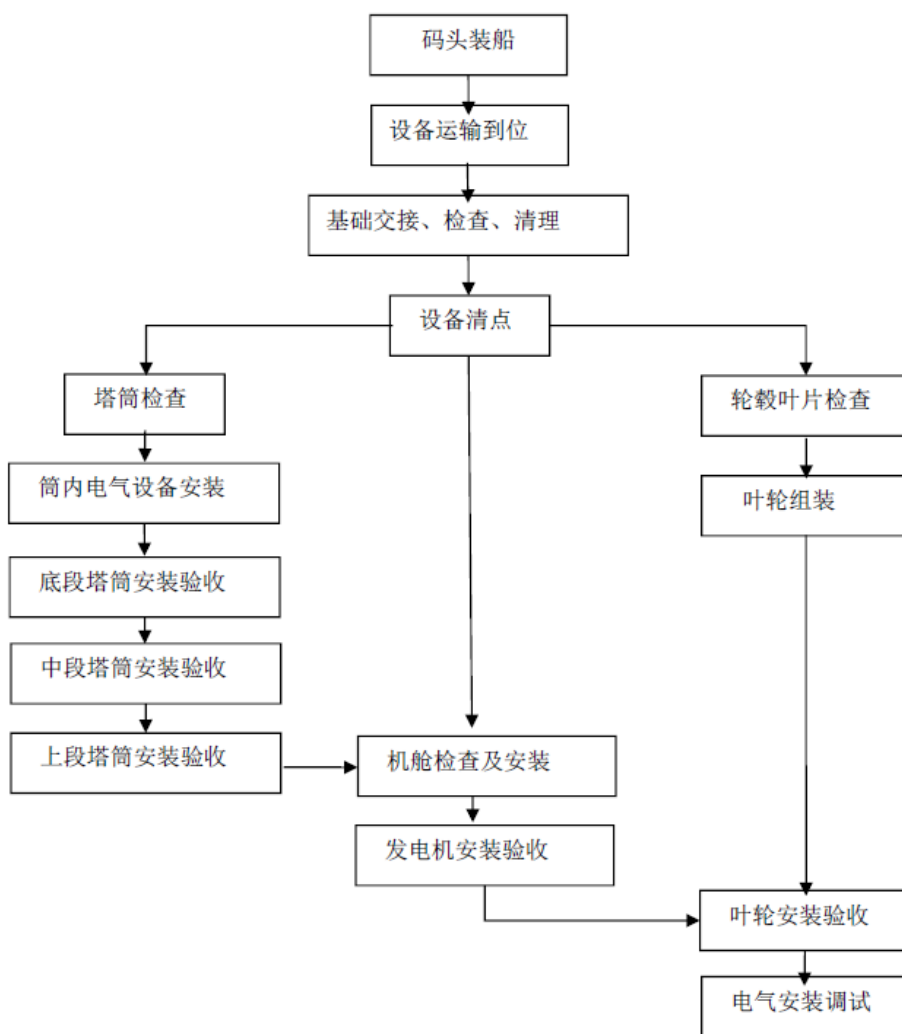 码头装船
设备运输到位
基础交接、检查、清理
设备清点
塔筒检查
轮毂叶片检查
筒内电气设备安装
叶轮组装
底段塔筒安装验收
中段塔筒安装验收
上段塔筒安装验收
机舱检查及安装
发电机安装验收
叶轮安装验收
电气安装调试